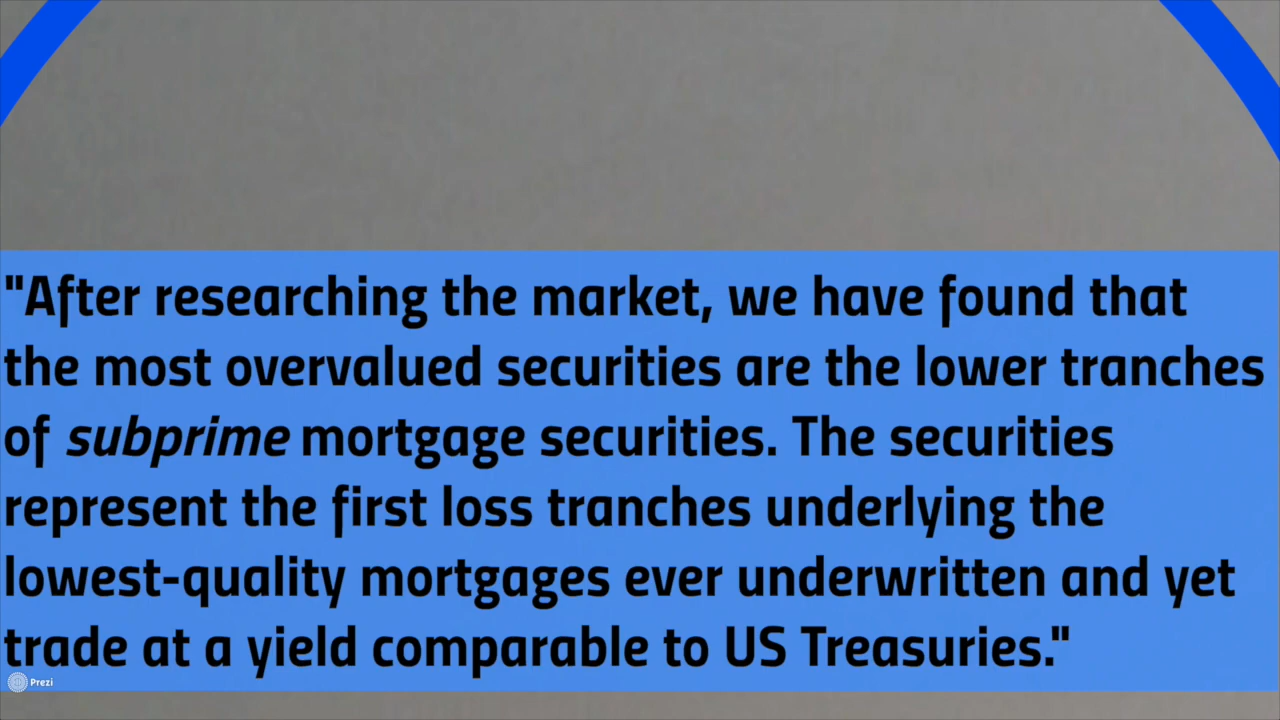 "After researching the market, we have found that
the most overvalued securities are the lower tranches
of subprime mortgage securities. The securities
represent the first loss tranches underlying the
lowest-quality mortgages ever underwritten and yet
trade at a yield comparable to US Treasuries."
Prezi